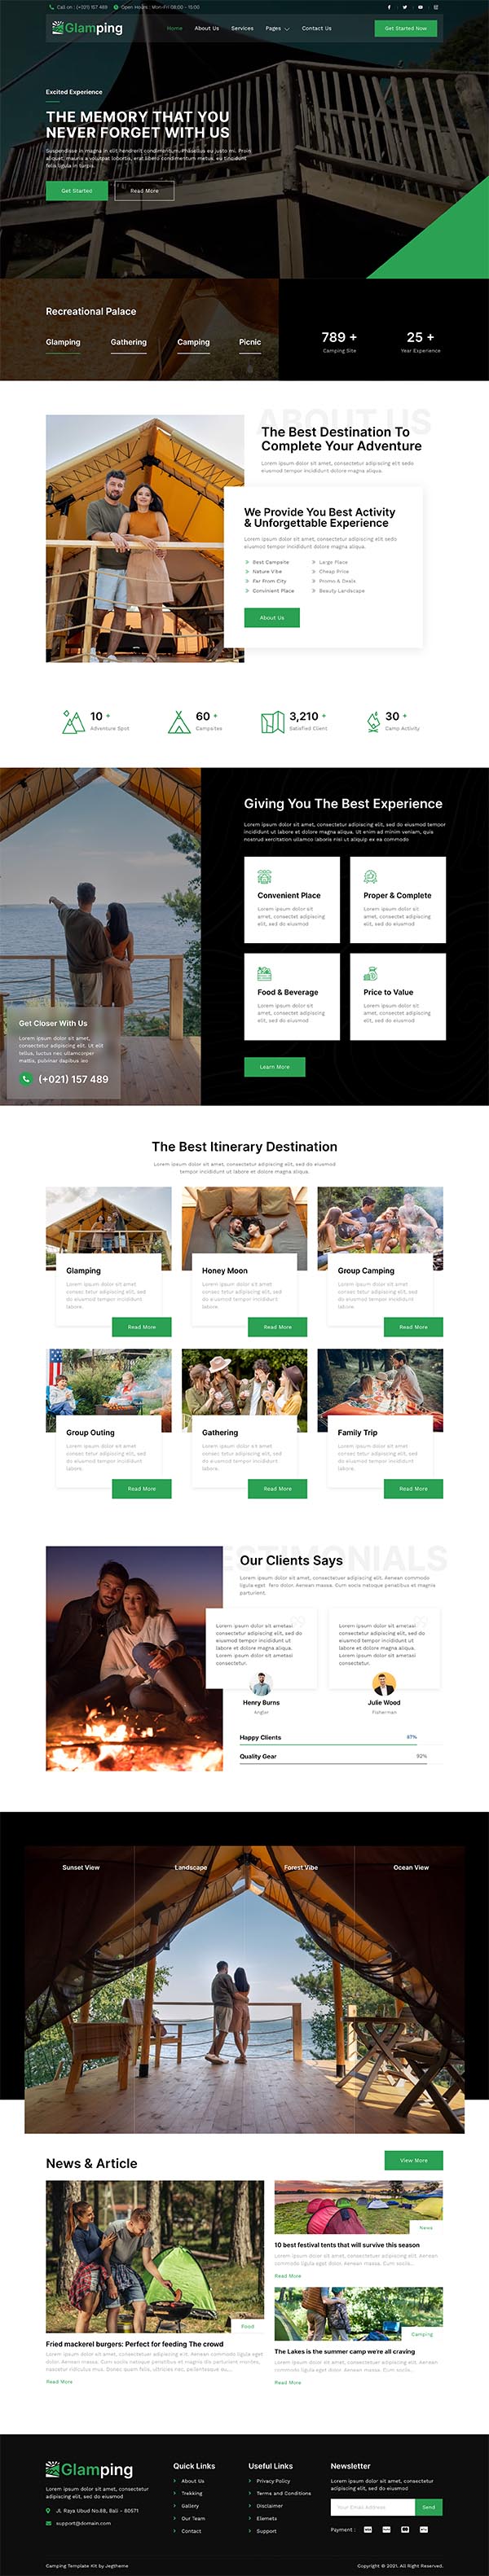 Call on : (+021) 157 489 Open Hours : Mon-Fri 08:00 - 15:00
Glamping
Home About Us Services Pages Contact Us
Get Started Now
Excited Experience
THE MEMORY THAT YOU
NEVER FORGET WITH US
Suspendisse in magna in elit hendrerit condimentum. Phasellus eu justo mi. Proin
aliquet, mauris a volutpat lobortis, erat libero condimentum metus, eu tincidunt
felis ligula in turpis.
Get Started Read More
Recreational Palace
Glamping Gathering Camping Picnic
789 + 25 +
Camping Site Year Experience
ABOUT US
The Best Destination To
Complete Your Adventure
Lorem ipsum dolor sit amet, consectetur adipiscing elit sedo
eiusmod tempor incididunt dolore magna aliqua.
We Provide You Best Activity
& Unforgettable Experience
Lorem ipsum dolor sit amet, consectetur adipiscing elit sedo
eiusmod tempor incididunt dolore magna aliqua.
Best Campsite Large Place
Nature Vibe Cheap Price
Far From City Promo & Deals
Convinient Place Beauty Landscape
About Us
10 + 60 + 3,210 + 30 +
Adventure Spot Campsites Satisfied Client Camp Activity
Giving You The Best Experience
Lorem ipsum dolor sit amet, consectetur adipiscing elit, sed do eiusmod tempor
incididunt ut labore et dolore magna aliqua. Ut enim ad minim veniam, quis
nostrud exercitation ullamco laboris nisi ut aliquip ex ea commodo
Convenient Place
Lorem ipsum dolor sit
amet, consectet adipiscing
elit, sed do eiusmod
Proper & Complete
Lorem ipsum dolor sit
amet, consectet adipiscing
elit, sed do eiusmod
Food & Beverage
Lorem ipsum dolor sit
amet, consectet adipiscing
elit, sed do eiusmod
Price to Value
Lorem ipsum dolor sit
amet, consectet adipiscing
elit, sed do eiusmod
Learn More
Get Closer With Us
Lorem ipsum dolor sit amet,
consectetur adipiscing elit. Ut elit
tellus, luctus nec ullamcorper
mattis, pulvinar dapibus leo
(+021) 157 489
The Best Itinerary Destination
Lorem ipsum dolor sit amet, consectetur adipiscing elit, sed do eiusmod
tempor incididunt ut labore et dolore magna aliqua.
Glamping
Lorem ipsum dolor sit amet
consec tetur adipiscing elit, sed
do eiusmod tempor incididunt
labore.
Read More
Honey Moon
Lorem ipsum dolor sit amet
consec tetur adipiscing elit, sed
do eiusmod tempor incididunt
labore.
Read More
Group Camping
Lorem ipsum dolor sit amet
consec tetur adipiscing elit, sed
do eiusmod tempor incididunt
labore.
Read More
Group Outing
Lorem ipsum dolor sit amet
consec tetur adipiscing elit, sed
do eiusmod tempor incididunt
labore.
Read More
Gathering
Lorem ipsum dolor sit amet
consec tetur adipiscing elit, sed
do eiusmod tempor incididunt
labore.
Read More
Family Trip
Lorem ipsum dolor sit amet
consec tetur adipiscing elit, sed
do eiusmod tempor incididunt
labore.
Read More
ESTIMONIALS
Our Clients Says
Lorem ipsum dolor sit amet, consectetuer adipiscing elit. Aenean commodo
ligula eget. Fero dolor. Aenean massa. Cum sociis natoque penatibus et magnis
parturient.
Lorem ipsum dolor sit ametasi
consectetur adipiscing elit, sed do
eiusmod tempor incididunt ut
labore et dolore magna aliqua.
Lorem ipsum dolor si amet
consectetur.
Henry Burns
Angler
Lorem ipsum dolor sit ametasi
consectetur adipiscing elit, sed do
eiusmod tempor incididunt ut
labore et dolore magna aliqua.
Lorem ipsum dolor si amet
consectetur.
Julie Wood
Fisherman
Happy Clients 87%
Quality Gear 92%
Sunset View Landscape Forest Vibe Ocean View
News & Article
View More
Food
Fried mackerel burgers: Perfect for feeding The crowd
Lorem ipsum dolor sit amet, consectetuer adipiscing elit. Aenean commodo ligula eget
dolor. Aenean massa. Cum sociis natoque penatibus et magnis dis parturient montes,
nascetur ridiculus mus. Donec quam felis, ultricies nec, pellentesque eu,...
Read More
News
10 best festival tents that will survive this season
Lorem ipsum dolor sit amet, consectetuer adipiscing elit. Aenean
commodo ligula eget dolor. Aenean massa. Cum sociis...
Read More
Camping
The Lakes is the summer camp we're all craving
Lorem ipsum dolor sit amet, consectetuer adipiscing elit. Aenean
commodo ligula eget dolor. Aenean massa. Cum sociis...
Read More
Glamping
Lorem ipsum dolor sit amet, consectetur
adipiscing elit, sed do eiusmod
Jl. Raya Ubud No.88, Bali - 80571
support@domain.com
Quick Links
About Us
Trekking
Gallery
Our Team
Contact
Useful Links
Privacy Policy
Terms and Conditions
Disclaimer
Elemets
Support
Newsletter
Lorem ipsum dolor sit amet, consectetur
adipiscing elit, sed do eiusmod
Your Email Address Send
Payment :
Camping Template Kit by Jegtheme
Copyright © 2021. All Right Reserved.